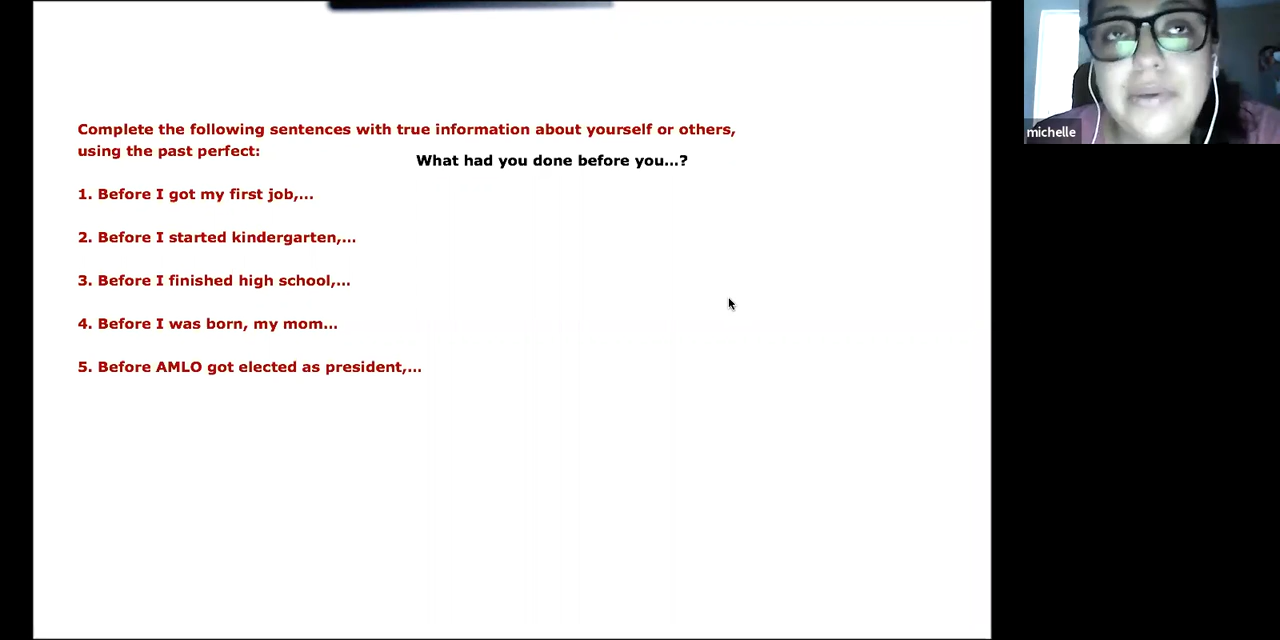 Complete the following sentences with true information about yourself or others,
using the past perfect:
What had you done before you...?
1. Before I got my first job,...
2. Before I started kindergarten,...
3. Before I finished high school,...
4. Before I was born, my mom...
5. Before AMLO got elected as president,...
michelle